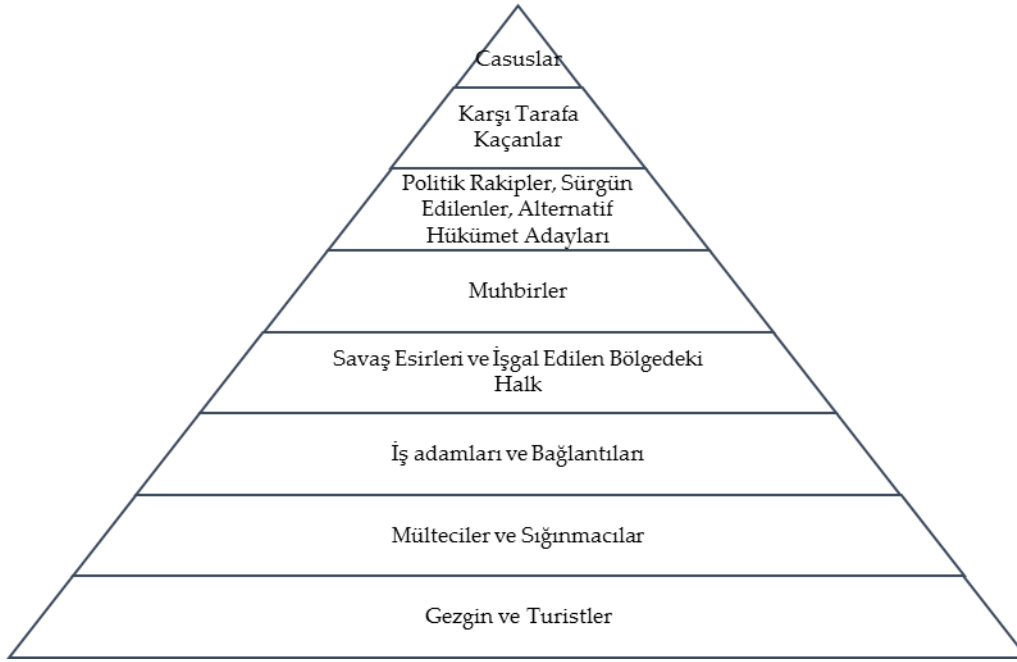 Casuslar
Karşı Tarafa
Kaçanlar
Politik Rakipler, Sürgün
Edilenler, Alternatif
Hükümet Adayları
Muhbirler
Savaş Esirleri ve İşgal Edilen Bölgedeki
Halk
İş adamları ve Bağlantıları
Mülteciler ve Sığınmacılar
Gezgin ve Turistler